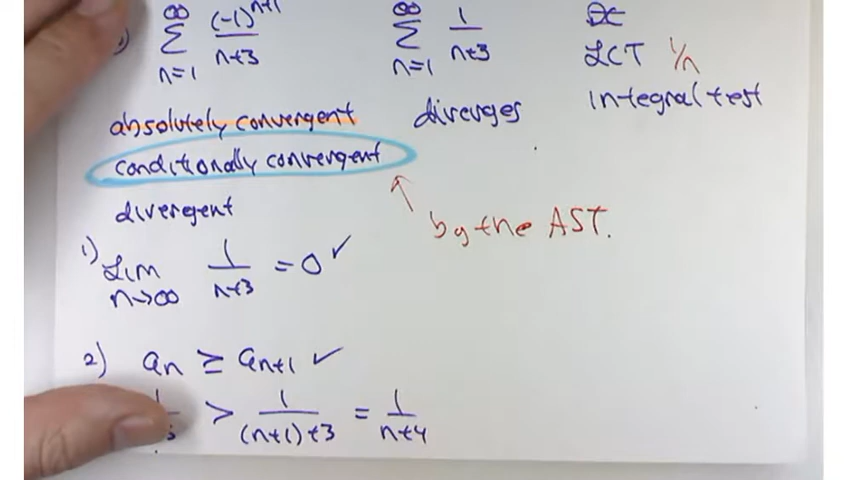 ∞ ∑ n=1 (-1)^n+1 / n+3
∞ ∑ n=1 1 / n+3
LCT 1/n
integral test
absolutely convergent
diverges
conditionally convergent
divergent
by the AST.
1) Lim n→∞ 1 / n+3 = 0 ✓
2) an ≥ an+1 ✓
> 1 / (n+1)+3 = 1 / n+4